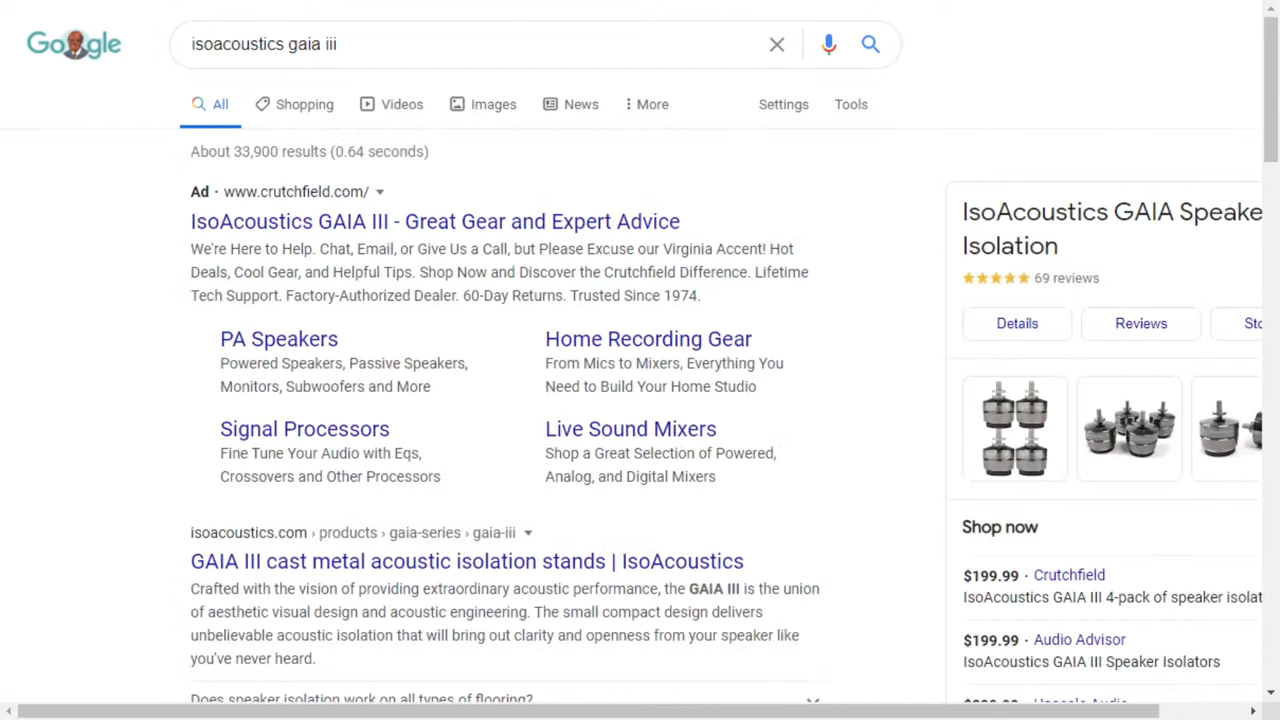 Google
isoacoustics gaia iii
All Shopping Videos Images News More Settings Tools
About 33,900 results (0.64 seconds)
Ad · www.crutchfield.com/
IsoAcoustics GAIA III - Great Gear and Expert Advice
We're Here to Help. Chat, Email, or Give Us a Call, but Please Excuse our Virginia Accent! Hot
Deals, Cool Gear, and Helpful Tips. Shop Now and Discover the Crutchfield Difference. Lifetime
Tech Support. Factory-Authorized Dealer. 60-Day Returns. Trusted Since 1974.
PA Speakers
Powered Speakers, Passive Speakers,
Monitors, Subwoofers and More
Home Recording Gear
From Mics to Mixers, Everything You
Need to Build Your Home Studio
Signal Processors
Fine Tune Your Audio with Eqs,
Crossovers and Other Processors
Live Sound Mixers
Shop a Great Selection of Powered,
Analog, and Digital Mixers
isoacoustics.com › products › gaia-series › gaia-iii
GAIA III cast metal acoustic isolation stands | IsoAcoustics
Crafted with the vision of providing extraordinary acoustic performance, the GAIA III is the union
of aesthetic visual design and acoustic engineering. The small compact design delivers
unbelievable acoustic isolation that will bring out clarity and openness from your speaker like
you've never heard.
Does speaker isolation work on all types of flooring?
IsoAcoustics GAIA Speake
Isolation
69 reviews
Details Reviews Sto
Shop now
$199.99 · Crutchfield
IsoAcoustics GAIA III 4-pack of speaker isolat
$199.99 · Audio Advisor
IsoAcoustics GAIA III Speaker Isolators